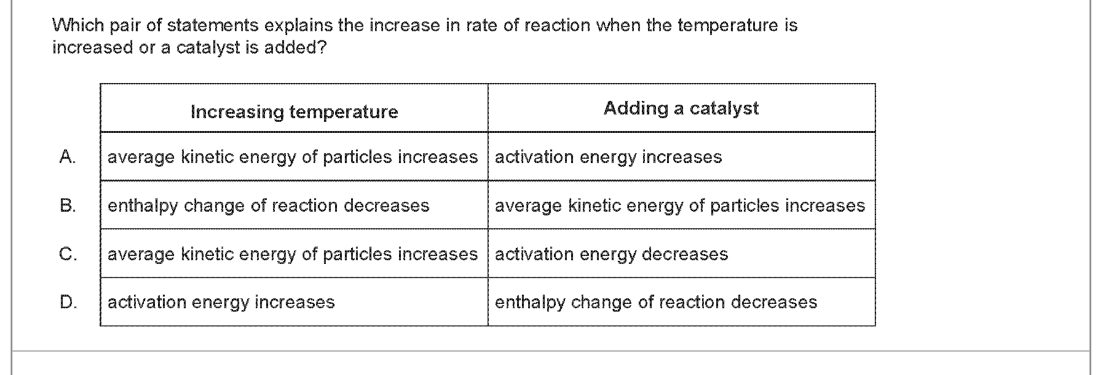 Which pair of statements explains the increase in rate of reaction when the temperature is
increased or a catalyst is added?
Increasing temperature Adding a catalyst
A. average kinetic energy of particles increases activation energy increases
B. enthalpy change of reaction decreases average kinetic energy of particles increases
C. average kinetic energy of particles increases activation energy decreases
D. activation energy increases enthalpy change of reaction decreases